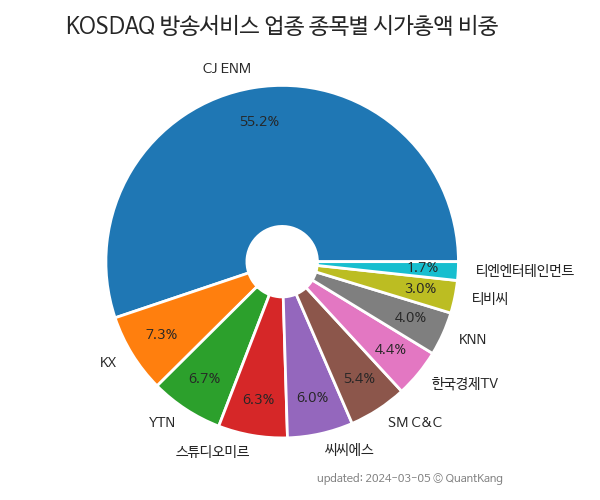 KOSDAQ 방송서비스 업종 종목별 시가총액 비중
CJ ENM
55.2%
1.7%
티엔엔터테인먼트
3.0%
티비씨
4.0%
KNN
7.3%
4.4%
KX
한국경제TV
6.7%
5.4%
6.3%
6.0%
YTN
SM C&C
스튜디오미르
씨씨에스
updated: 2024-03-05 © QuantKang